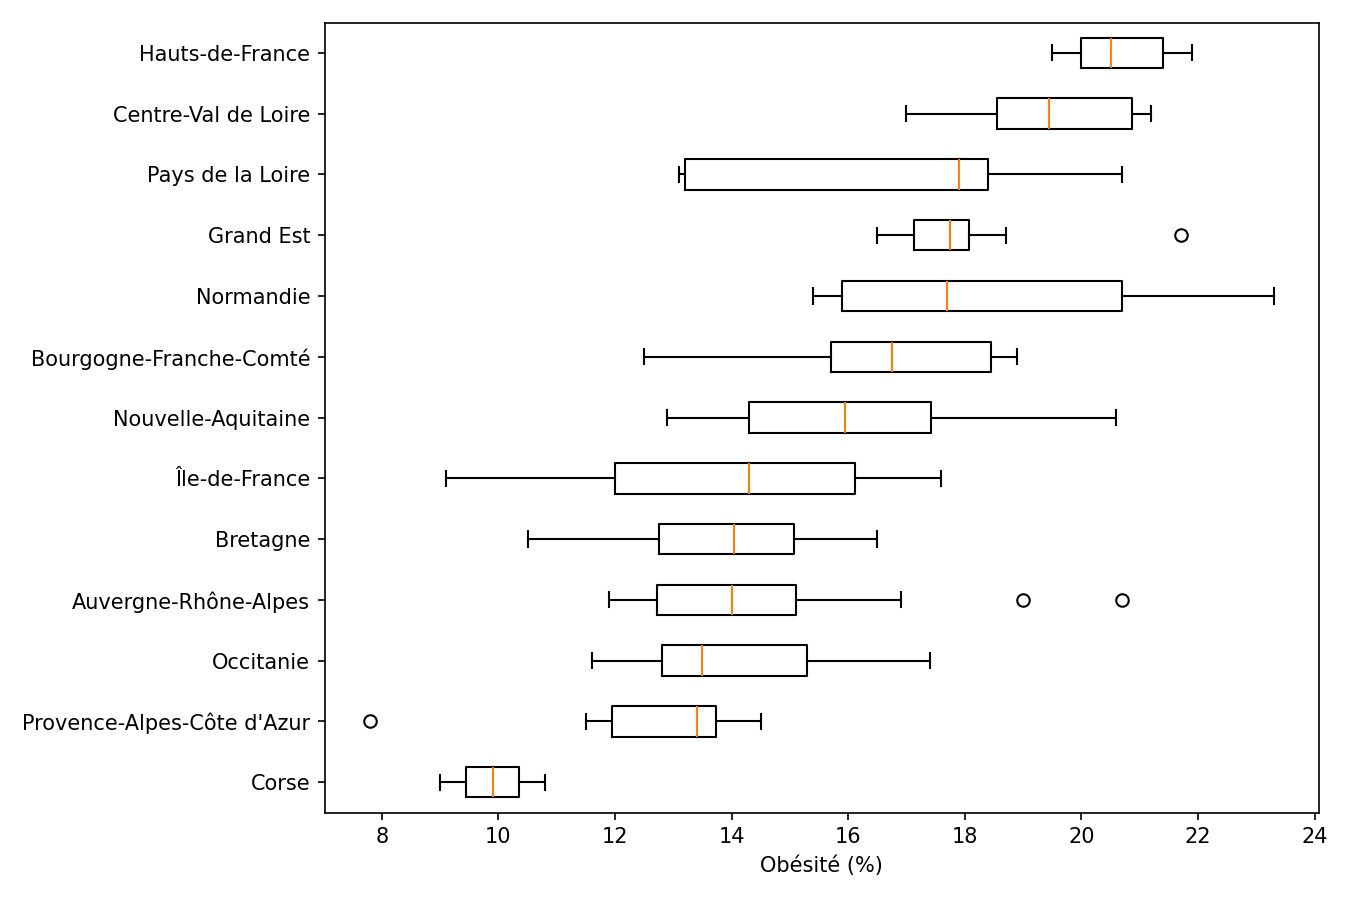 Hauts-de-France
Centre-Val de Loire
Pays de la Loire
Grand Est
Normandie
Bourgogne-Franche-Comté
Nouvelle-Aquitaine
Île-de-France
Bretagne
Auvergne-Rhône-Alpes
Occitanie
Provence-Alpes-Côte d'Azur
Corse
8 10 12 14 16 18 20 22 24
Obésité (%)